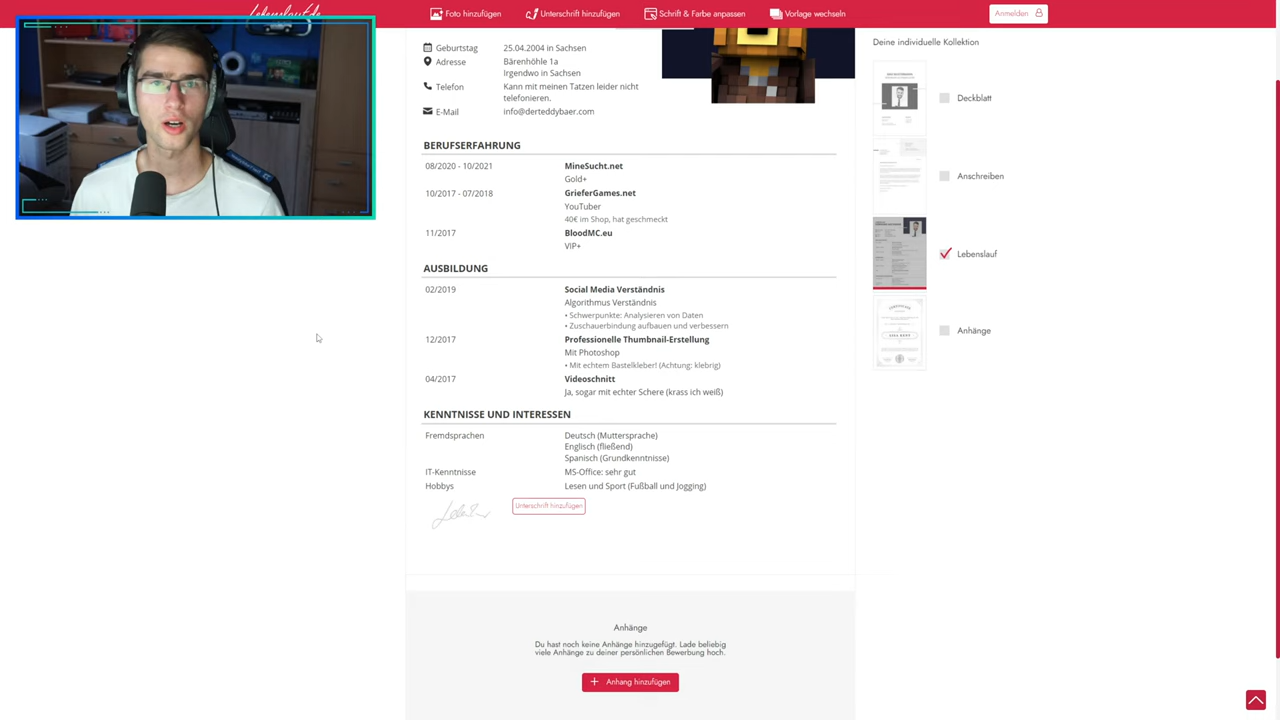 Lebenslauf.de
Foto hinzufügen
Unterschrift hinzufügen
Schrift & Farbe anpassen
Vorlage wechseln
Anmelden
Geburtstag 25.04.2004 in Sachsen
Adresse Bärenhöhle 1a
Irgendwo in Sachsen
Telefon Kann mit meinen Tatzen leider nicht
telefonieren.
E-Mail info@derteddybaer.com
BERUFSERFAHRUNG
08/2020 - 10/2021 MineSucht.net
Gold+
10/2017 - 07/2018 GrieferGames.net
YouTuber
40€ im Shop, hat geschmeckt
11/2017 BloodMC.eu
VIP+
AUSBILDUNG
02/2019 Social Media Verständnis
Algorithmus Verständnis
• Schwerpunkte: Analysieren von Daten
• Zuschauerbindung aufbauen und verbessern
12/2017 Professionelle Thumbnail-Erstellung
Mit Photoshop
• Mit echtem Bastelkleber! (Achtung: klebrig)
04/2017 Videoschnitt
Ja, sogar mit echter Schere (krass ich weiß)
KENNTNISSE UND INTERESSEN
Fremdsprachen Deutsch (Muttersprache)
Englisch (fließend)
Spanisch (Grundkenntnisse)
IT-Kenntnisse MS-Office: sehr gut
Hobbys Lesen und Sport (Fußball und Jogging)
Unterschrift hinzufügen
Anhänge
Du hast noch keine Anhänge hinzugefügt. Lade beliebig
viele Anhänge zu deiner persönlichen Bewerbung hoch.
+ Anhang hinzufügen
Deine individuelle Kollektion
Deckblatt
Anschreiben
Lebenslauf
Anhänge